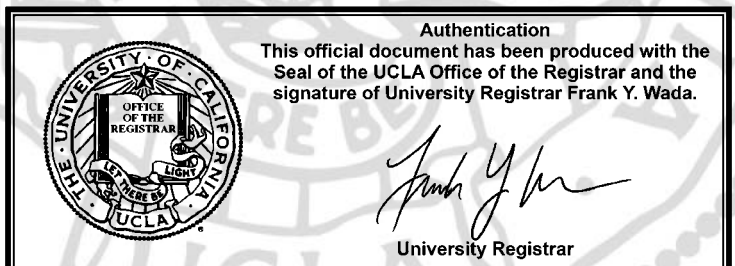 THE · UNIVERSITY · OF · CALIFORNIA
OFFICE
OF THE
REGISTRAR
LET THERE BE LIGHT
UCLA
Authentication
This official document has been produced with the
Seal of the UCLA Office of the Registrar and the
signature of University Registrar Frank Y. Wada.
University Registrar